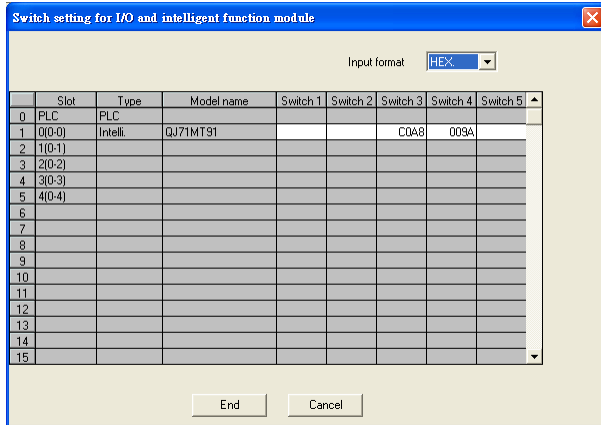 Switch setting for I/O and intelligent function module
Input format HEX.
Slot Type Model name Switch 1 Switch 2 Switch 3 Switch 4 Switch 5
0 PLC PLC
1 0(0-0) Intelli. QJ71MT91 C0A8 009A
2 1(0-1)
3 2(0-2)
4 3(0-3)
5 4(0-4)
6
7
8
9
10
11
12
13
14
15
End Cancel